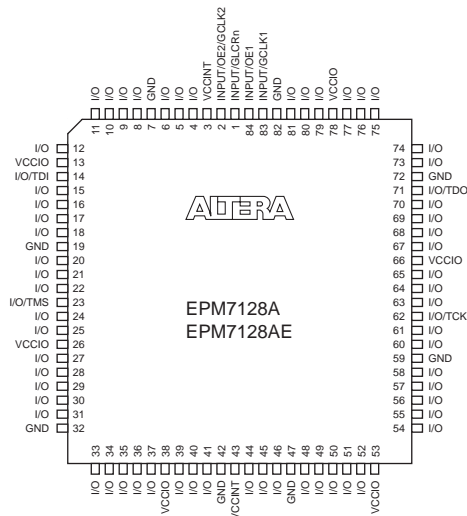 I/O
I/O
I/O
I/O
GND
I/O
I/O
I/O
VCCINT
INPUT/OE2/GCLK2
INPUT/GLCRn
INPUT/OE1
INPUT/GCLK1
GND
I/O
I/O
I/O
VCCIO
I/O
I/O
I/O
11 10 9 8 7 6 5 4 3 2 1 84 83 82 81 80 79 78 77 76 75
I/O 12
VCCIO 13
I/O/TDI 14
I/O 15
I/O 16
I/O 17
I/O 18
GND 19
I/O 20
I/O 21
I/O 22
I/O/TMS 23
I/O 24
I/O 25
VCCIO 26
I/O 27
I/O 28
I/O 29
I/O 30
I/O 31
GND 32
ALTERA
EPM7128A
EPM7128AE
74 I/O
73 I/O
72 GND
71 I/O/TDO
70 I/O
69 I/O
68 I/O
67 I/O
66 VCCIO
65 I/O
64 I/O
63 I/O
62 I/O/TCK
61 I/O
60 I/O
59 GND
58 I/O
57 I/O
56 I/O
55 I/O
54 I/O
33 34 35 36 37 38 39 40 41 42 43 44 45 46 47 48 49 50 51 52 53
I/O
I/O
I/O
I/O
I/O
VCCIO
I/O
I/O
I/O
GND
/CCINT
I/O
I/O
I/O
GND
I/O
I/O
I/O
I/O
I/O
VCCIO